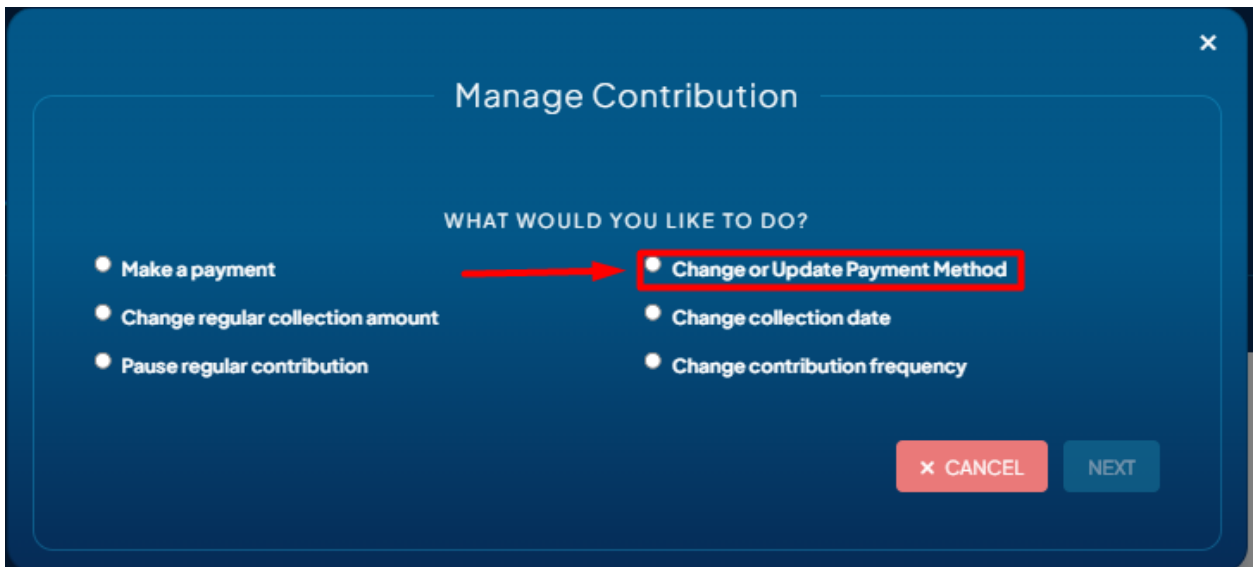 ×
Manage Contribution
WHAT WOULD YOU LIKE TO DO?
Make a payment
Change or Update Payment Method
Change regular collection amount
Change collection date
Pause regular contribution
Change contribution frequency
× CANCEL
NEXT